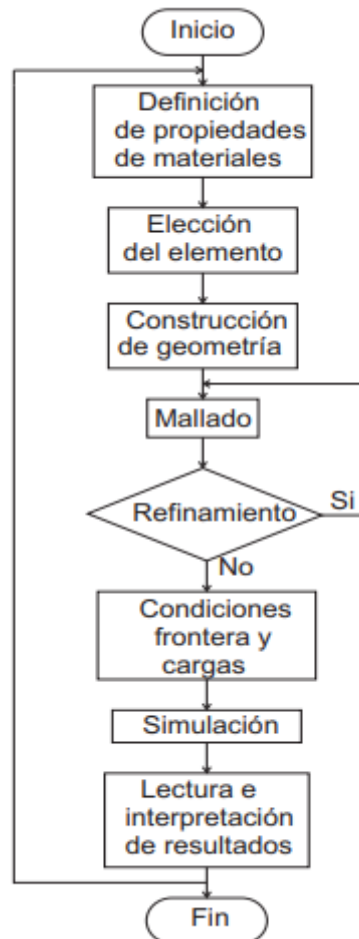 Inicio
Definición
de propiedades
de materiales
Elección
del elemento
Construcción
de geometría
Mallado
Refinamiento
Si
No
Condiciones
frontera y
cargas
Simulación
Lectura e
interpretación
de resultados
Fin